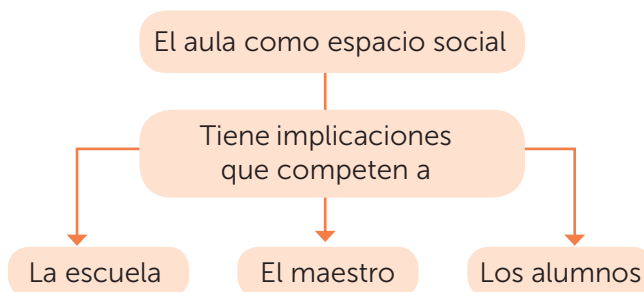 El aula como espacio social
Tiene implicaciones
que competen a
La escuela
El maestro
Los alumnos